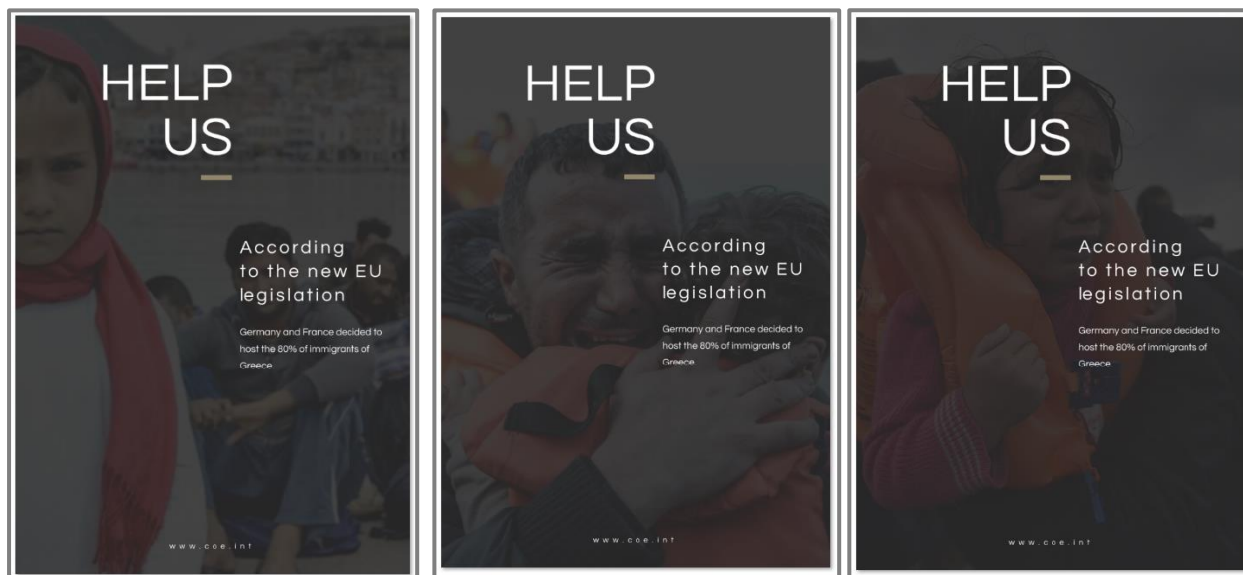 HELP
US
According
to the new EU
legislation
Germany and France decided to
host the 80% of immigrants of
Greece
www.coe.int
HELP
US
According
to the new EU
legislation
Germany and France decided to
host the 80% of immigrants of
Greece
www.coe.int
HELP
US
According
to the new EU
legislation
Germany and France decided to
host the 80% of immigrants of
Greece
www.coe.int